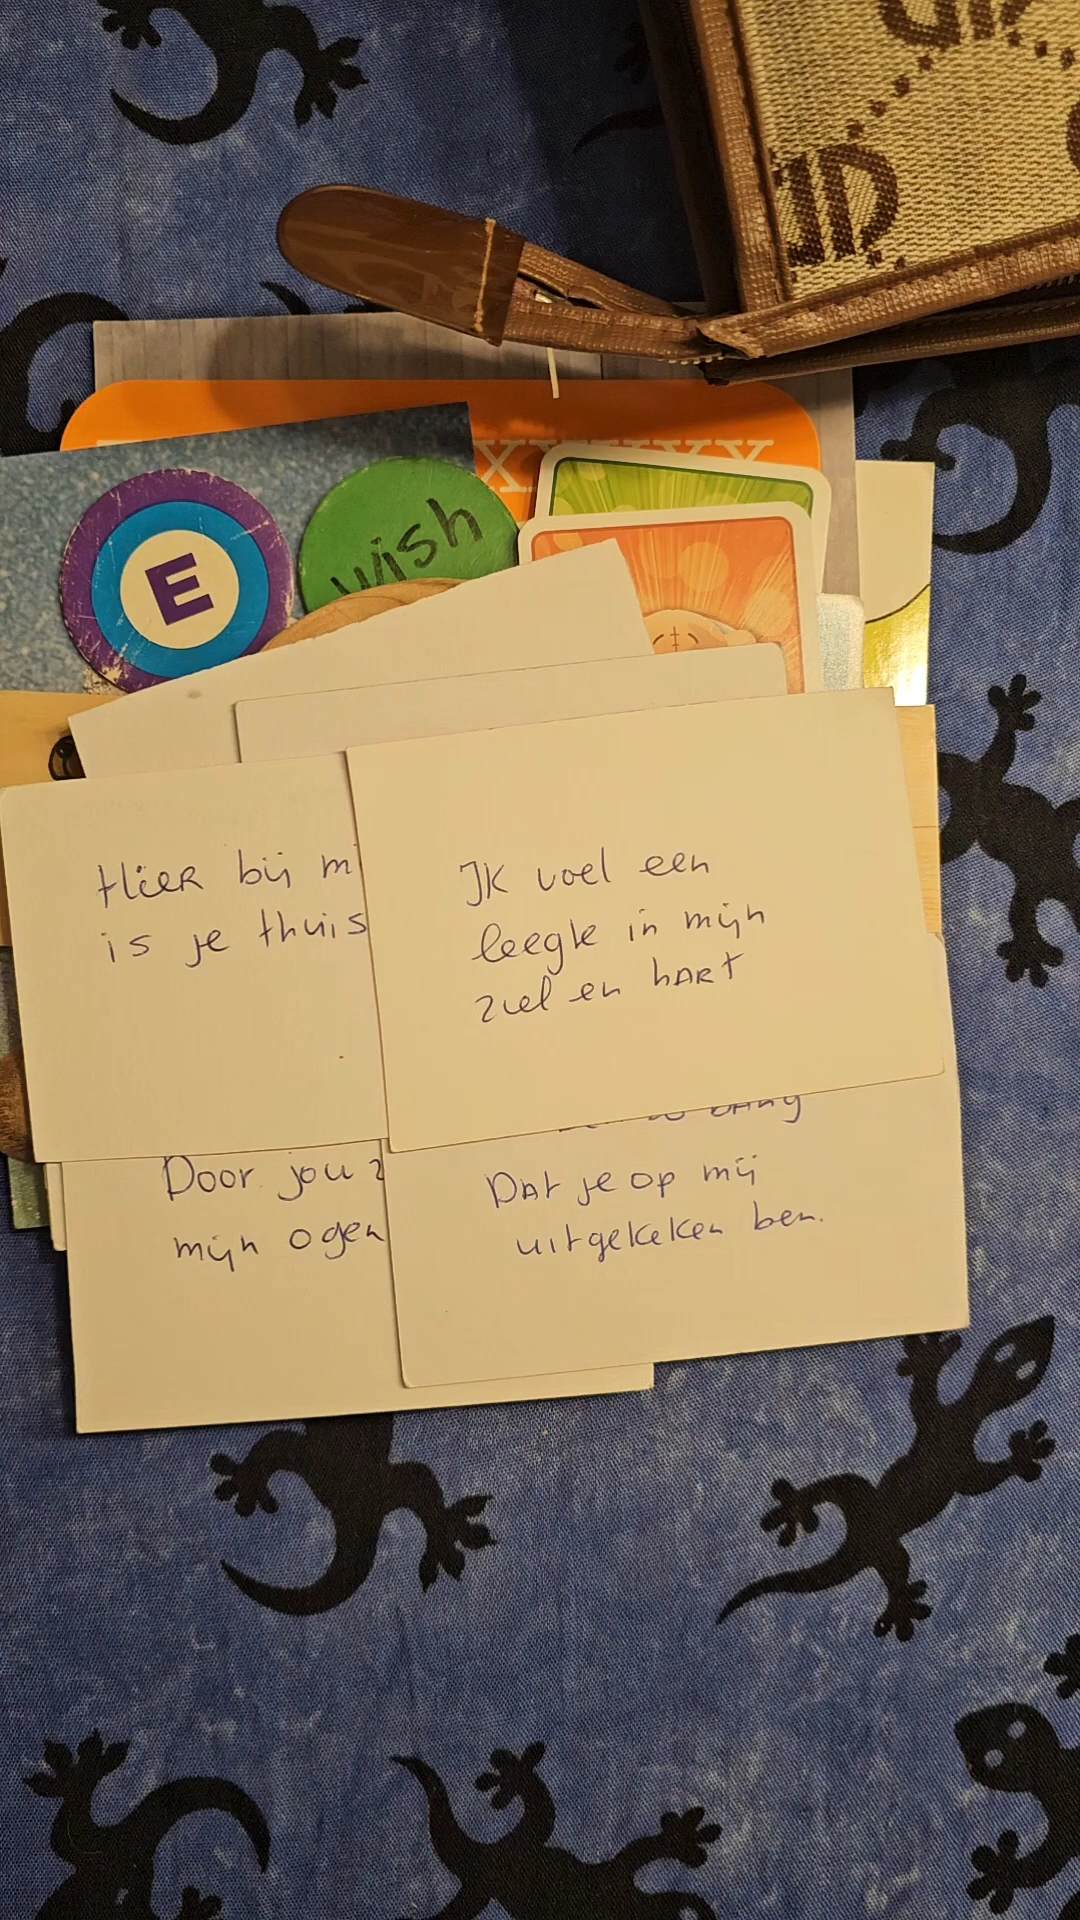 E
wish
Hier bij
is je thuis
IK voel een
leegte in mijn
ziel en hart
bang
Door jou
mijn ogen
Dat je op mij
uitgekeken ben.